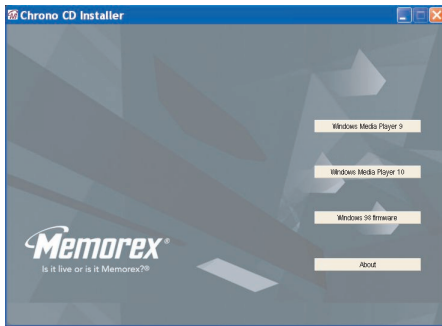 Chrono CD Installer
Windows Media Player 9
Windows Media Player 10
Windows 98 firmware
About
Memorex®
Is it live or is it Memorex?®